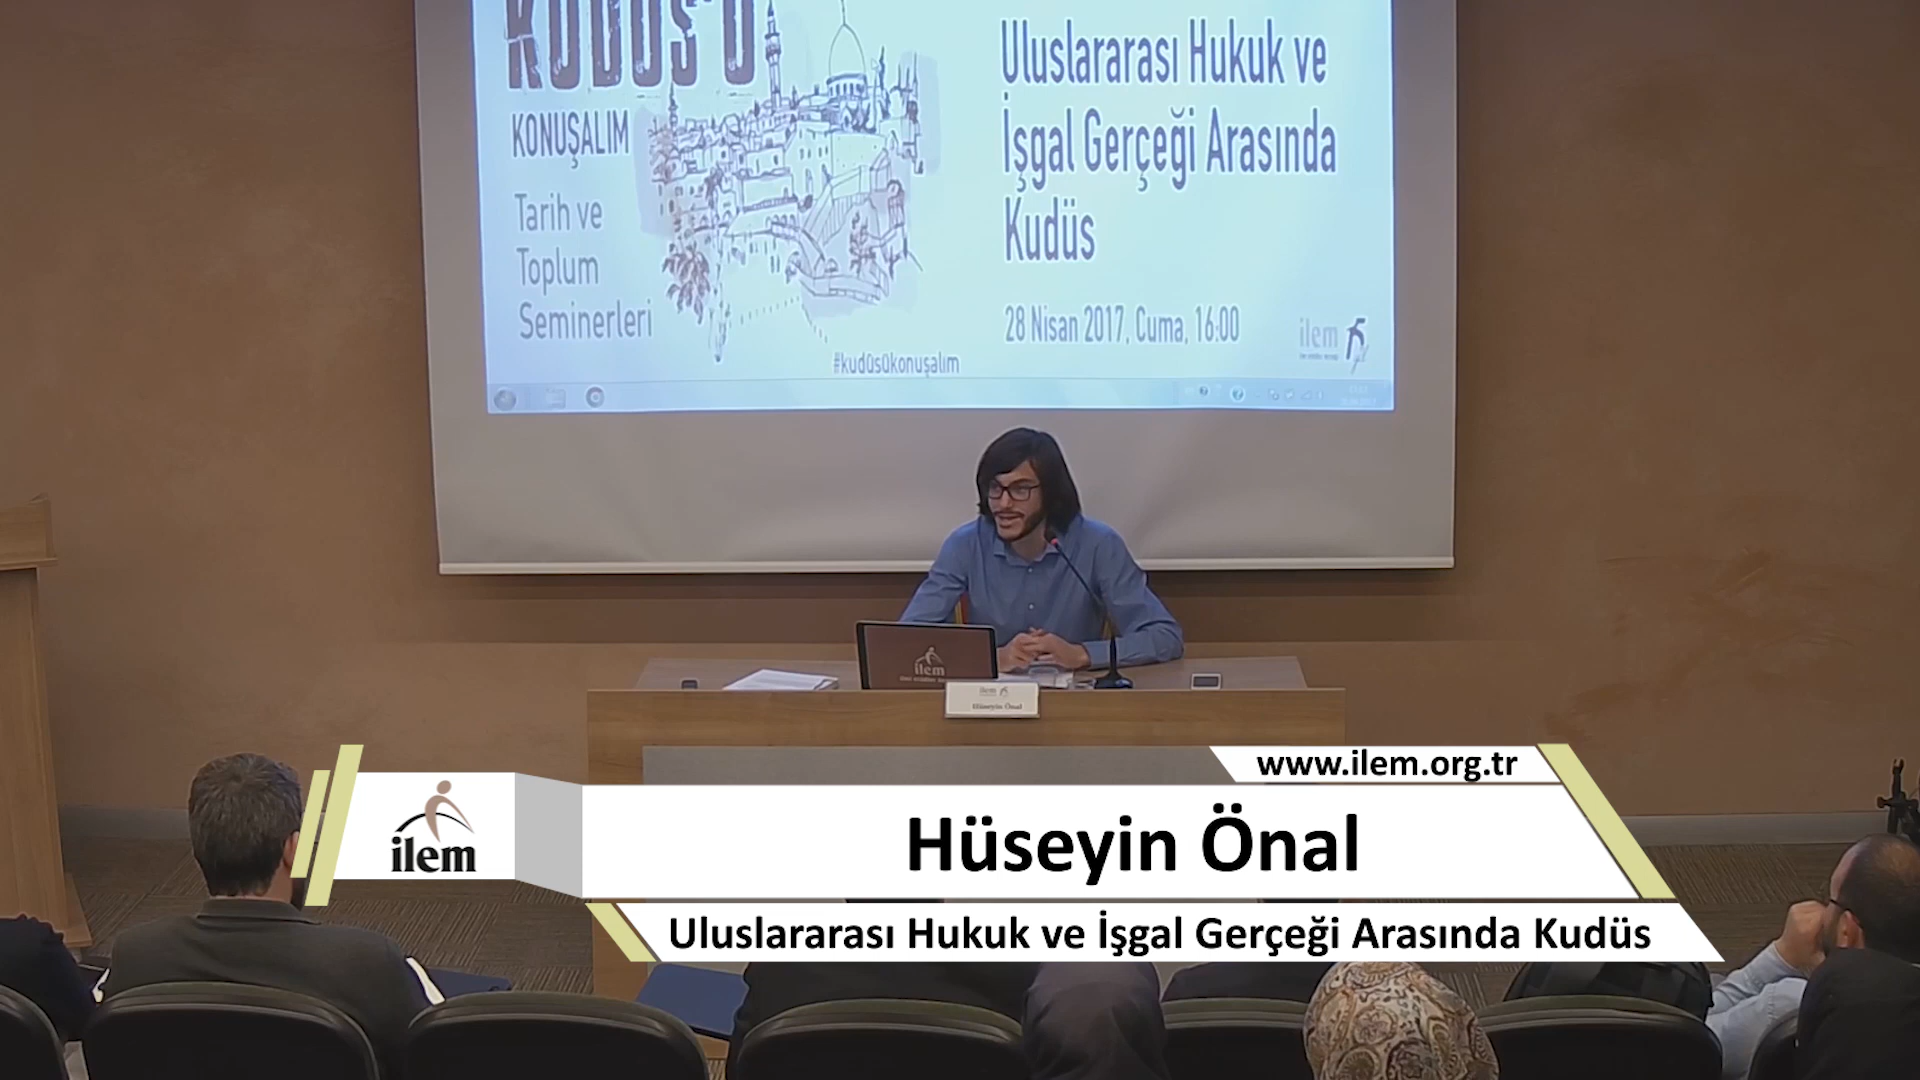 KUDÜS'Ü
KONUŞALIM
Tarih ve
Toplum
Seminerleri
#kudüsükonuşalım
Uluslararası Hukuk ve
İşgal Gerçeği Arasında
Kudüs
28 Nisan 2017, Cuma, 16:00
ilem
ilem
ilem
Hüseyin Önal
www.ilem.org.tr
ilem
Hüseyin Önal
Uluslararası Hukuk ve İşgal Gerçeği Arasında Kudüs